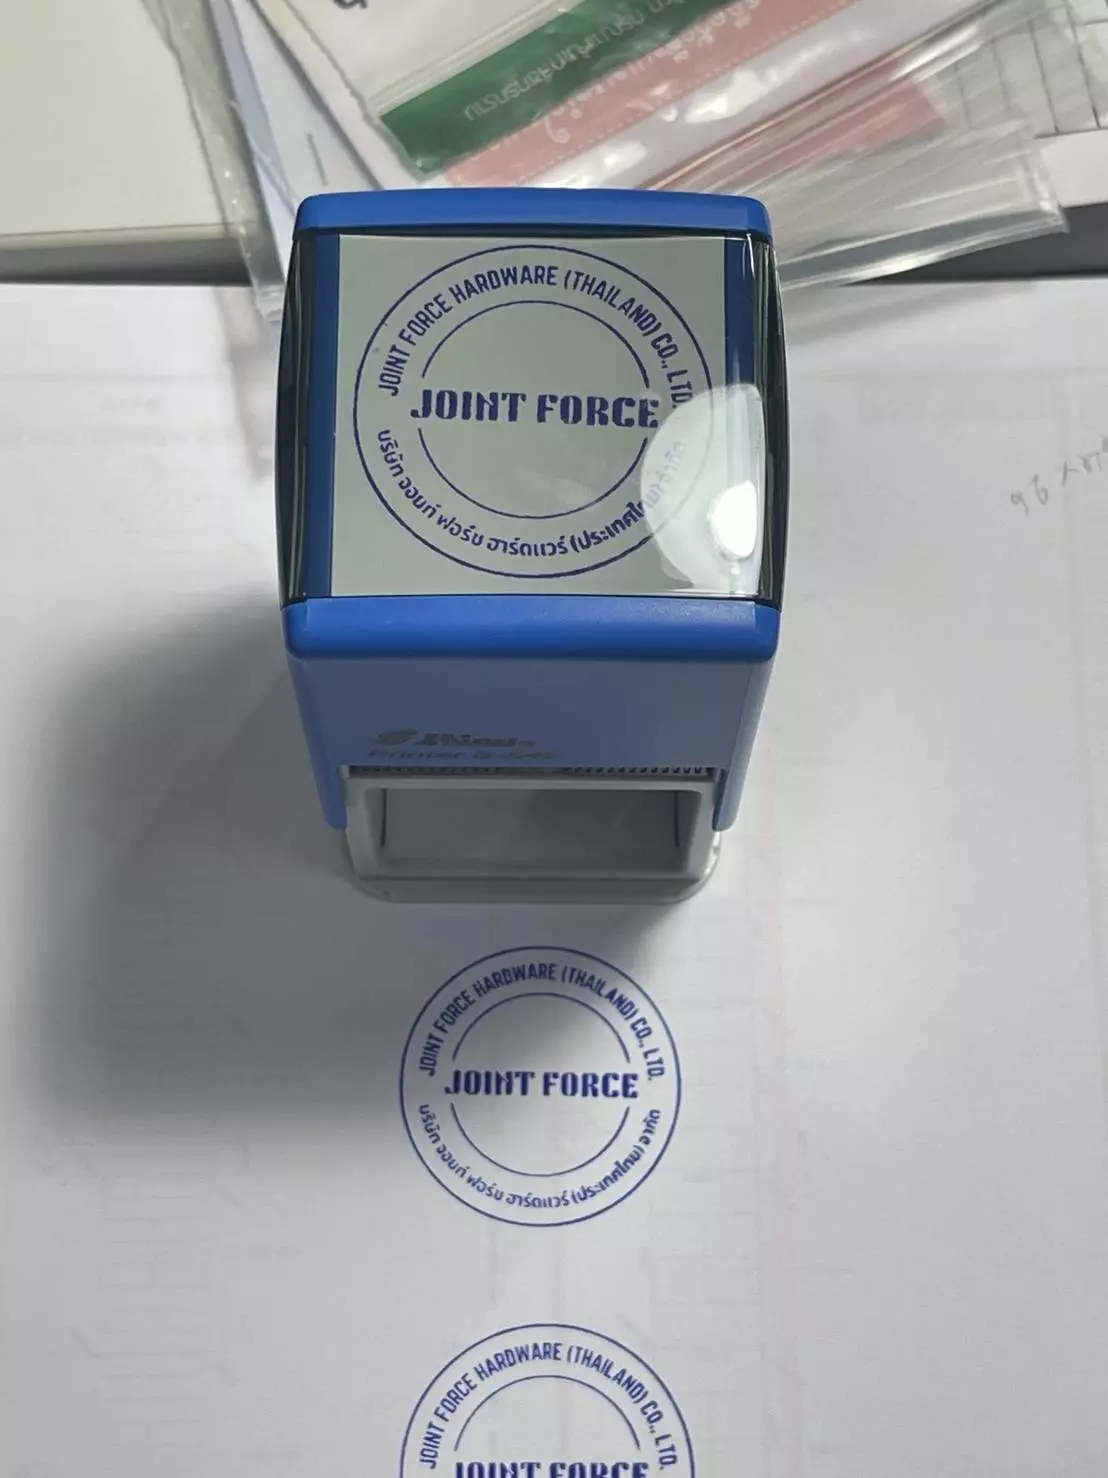 JOINT FORCE HARDWARE (THAILAND) CO., LTD.
JOINT FORCE
บริษัท จอยท์ ฟอร์ซ ฮาร์ดแวร์ (ประเทศไทย) จำกัด
Shiny
Printer
JOINT FORCE HARDWARE (THAILAND) CO., LTD.
JOINT FORCE
บริษัท จอยท์ ฟอร์ซ ฮาร์ดแวร์ (ประเทศไทย) จำกัด
JOINT FORCE HARDWARE (THAILAND) CO., LTD.
JOINT FORCE